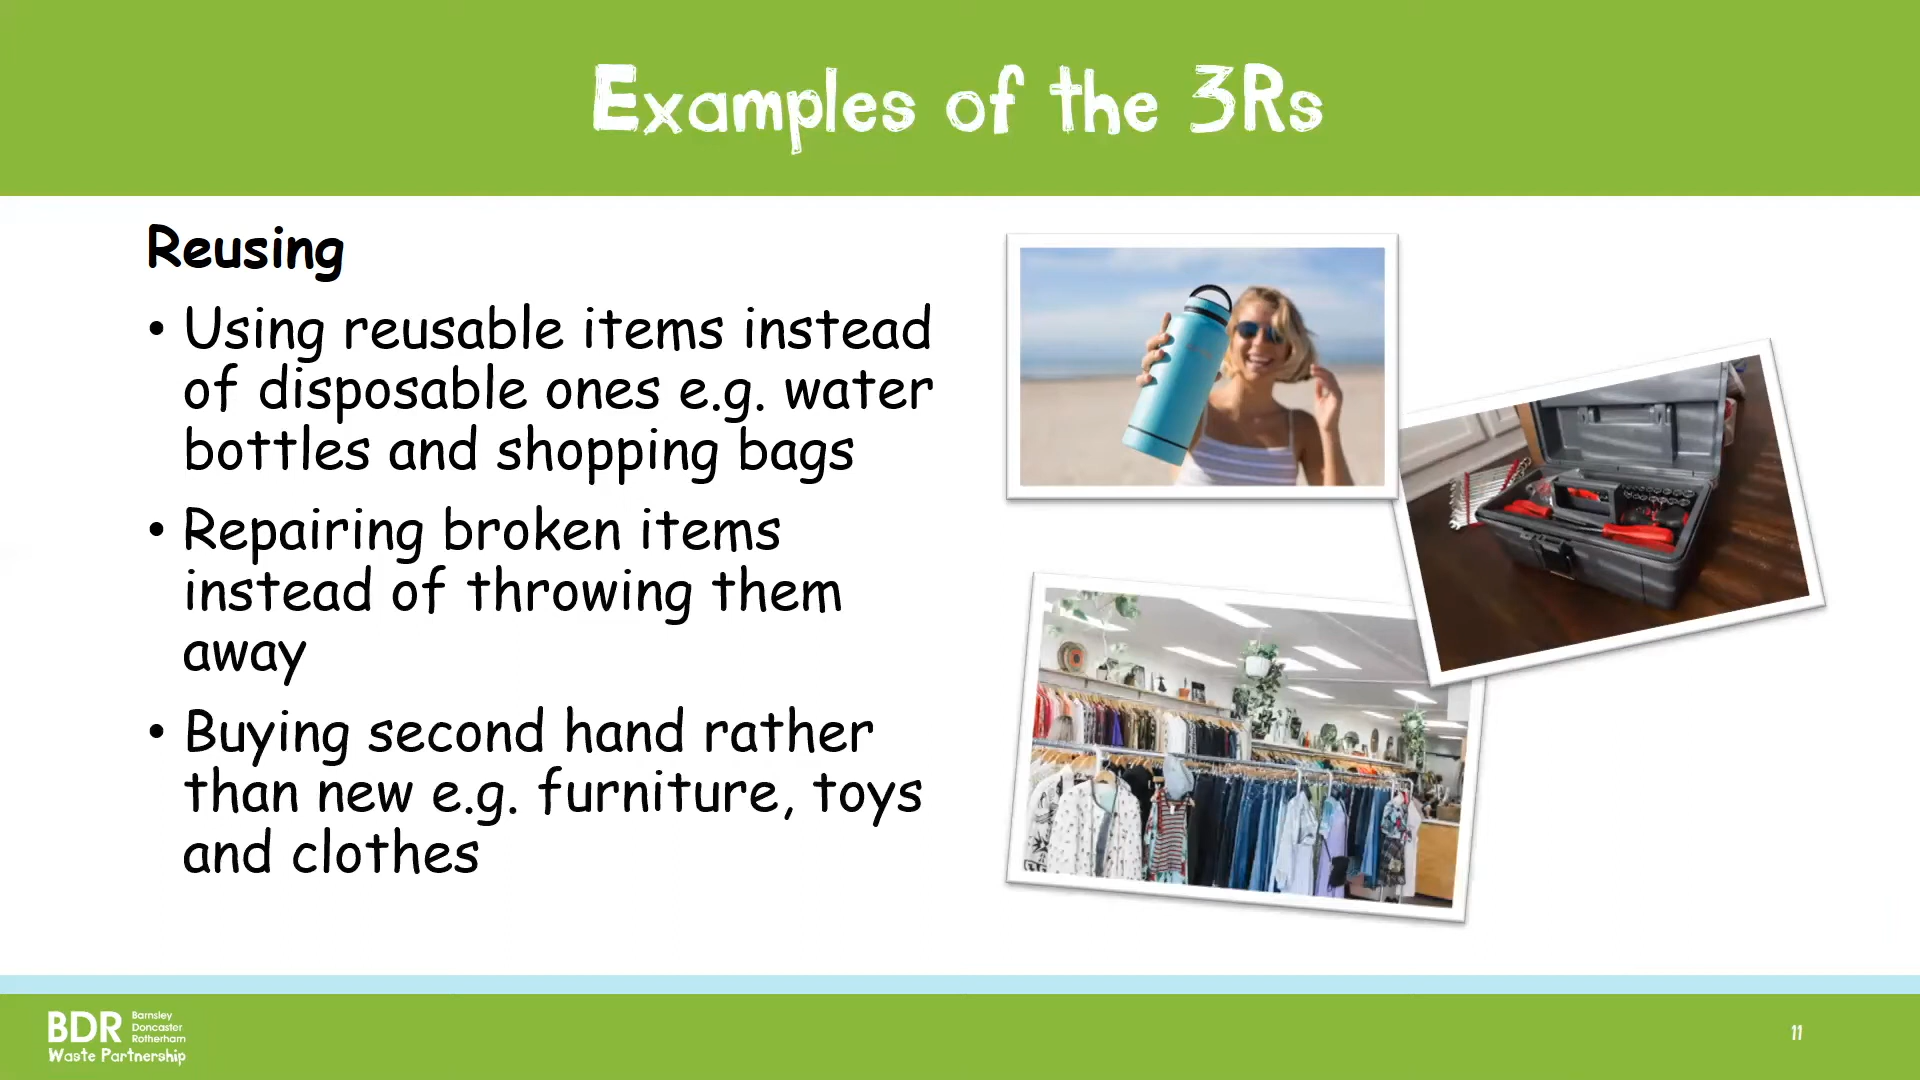 Examples of the 3Rs
Reusing
• Using reusable items instead
of disposable ones e.g. water
bottles and shopping bags
• Repairing broken items
instead of throwing them
away
• Buying second hand rather
than new e.g. furniture, toys
and clothes
BDR
Barnsley
Doncaster
Rotherham
Waste Partnership
11